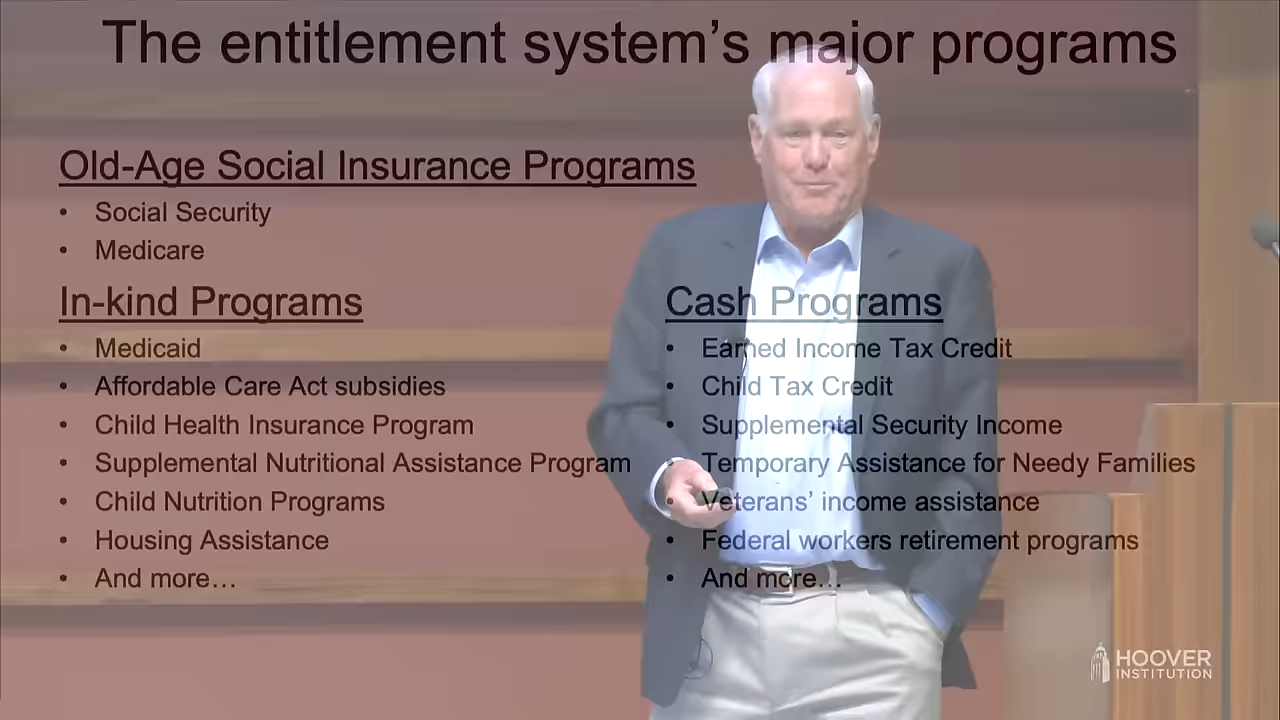 The entitlement system's major programs
Old-Age Social Insurance Programs
• Social Security
• Medicare
In-kind Programs
• Medicaid
• Affordable Care Act subsidies
• Child Health Insurance Program
• Supplemental Nutritional Assistance Program
• Child Nutrition Programs
• Housing Assistance
• And more…
Cash Programs
• Earned Income Tax Credit
• Child Tax Credit
• Supplemental Security Income
• Temporary Assistance for Needy Families
• Veterans' income assistance
• Federal workers retirement programs
• And more…
HOOVER
INSTITUTION